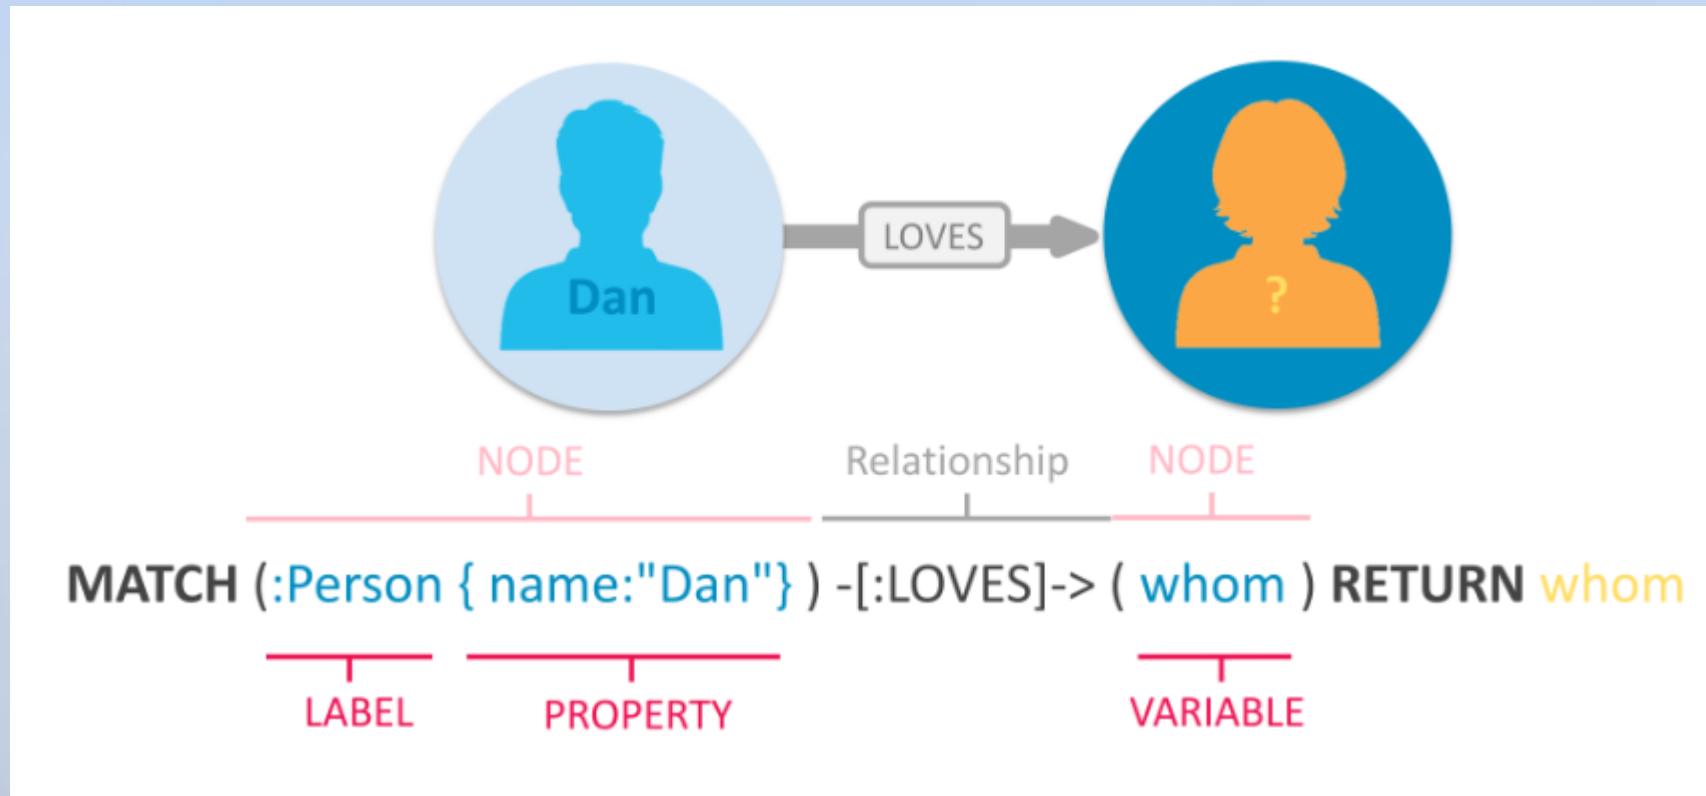 LOVES
Dan
?
NODE Relationship NODE
MATCH (:Person { name:"Dan"} ) -[:LOVES]-> ( whom ) RETURN whom
LABEL PROPERTY VARIABLE